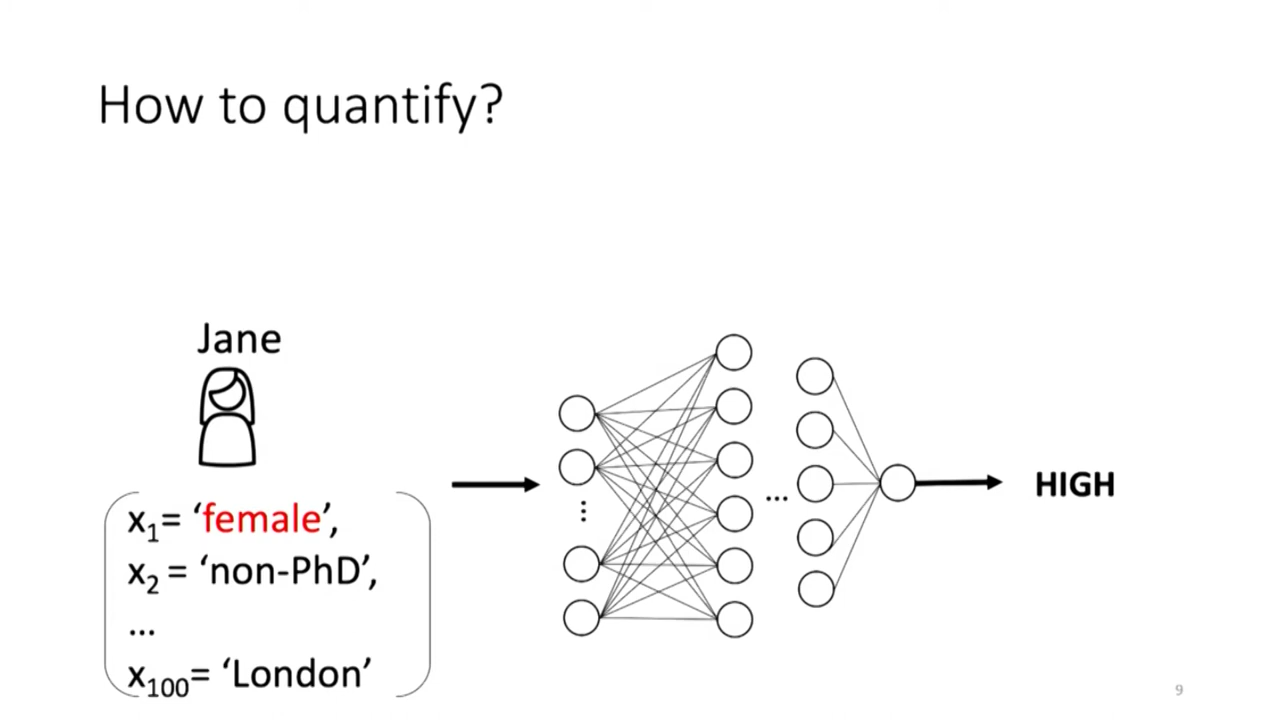 How to quantify?
Jane
x₁= ‘female’,
x₂ = ‘non-PhD’,
...
x₁₀₀= ‘London’
...
...
HIGH
9